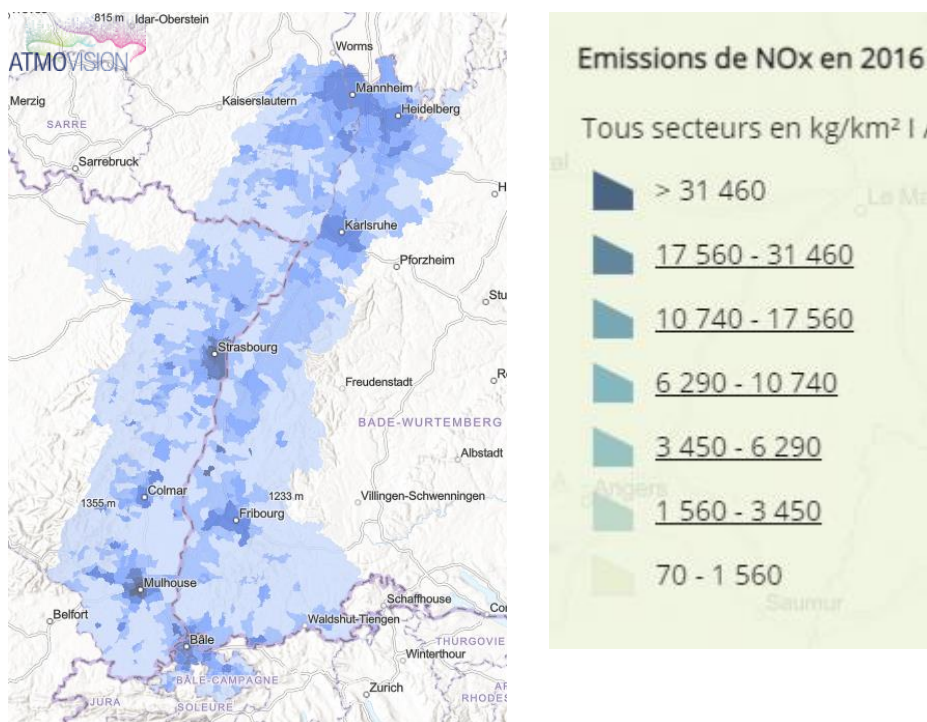 815 m
Idar-Oberstein
ATMOVISION
Worms
Merzig
Kaiserslautern
Mannheim
Heidelberg
SARRE
Sarrebruck
Karlsruhe
Pforzheim
Strasbourg
Freudenstadt
BADE-WURTEMBERG
Albstadt
Colmar
1355 m
1233 m
Villingen-Schwenningen
Fribourg
Mulhouse
Schaffhouse
Belfort
Waldshut-Tiengen
Bâle
THURGOVIE
Winterthour
BÂLE-CAMPAGNE
Zurich
JURA
SOLEURE
Emissions de NOx en 2016
Tous secteurs en kg/km² I
> 31 460
17 560 - 31 460
10 740 - 17 560
6 290 - 10 740
3 450 - 6 290
Angers
1 560 - 3 450
70 - 1 560
Saumur